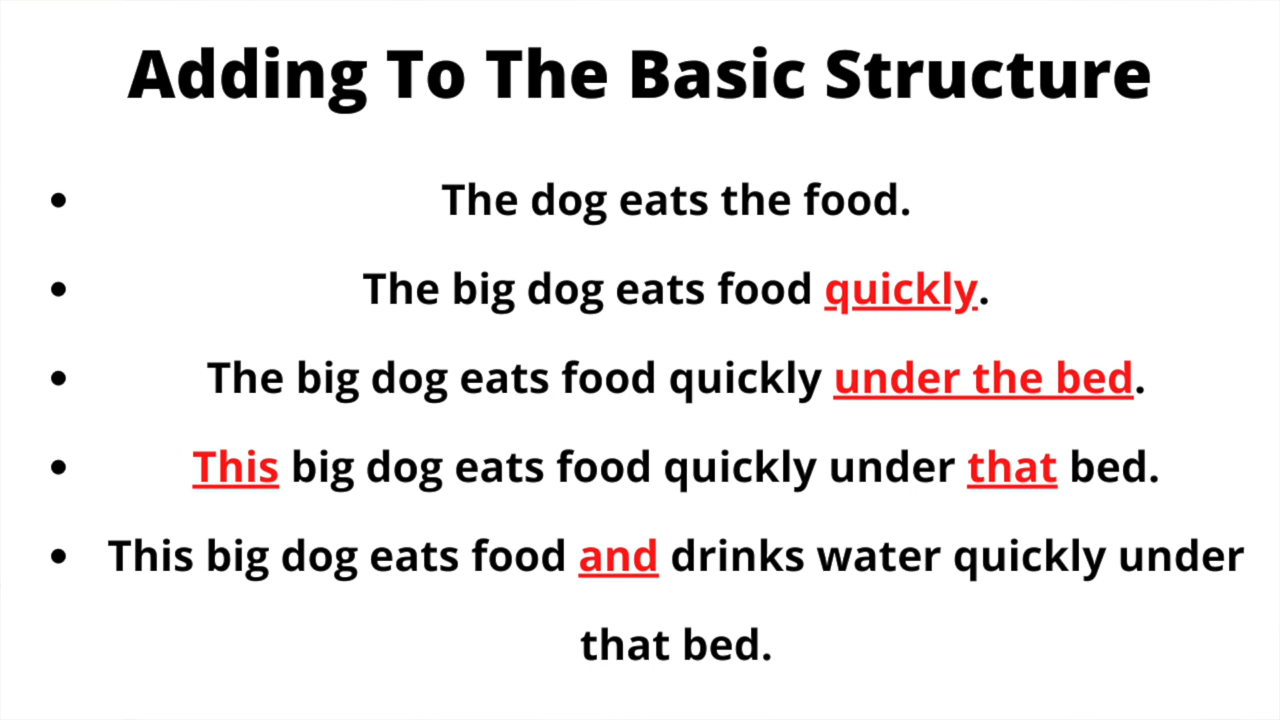 Adding To The Basic Structure
• The dog eats the food.
• The big dog eats food quickly.
• The big dog eats food quickly under the bed.
• This big dog eats food quickly under that bed.
• This big dog eats food and drinks water quickly under
that bed.